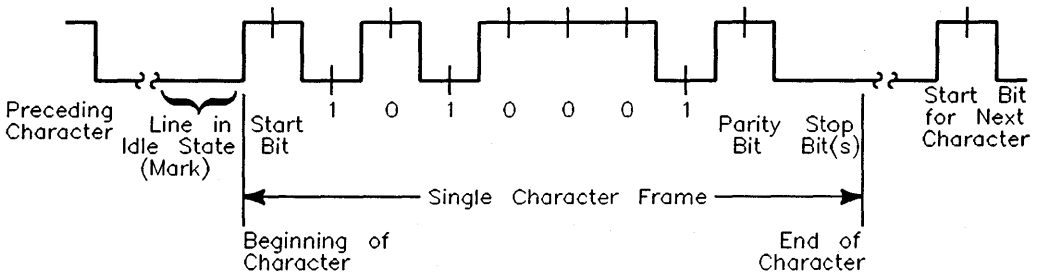 1 0 1 0 0 0 1
Preceding
Character
Line in
Idle State
(Mark)
Start
Bit
Parity
Bit
Stop
Bit(s)
Start Bit
for Next
Character
Single Character Frame
Beginning of
Character
End of
Character